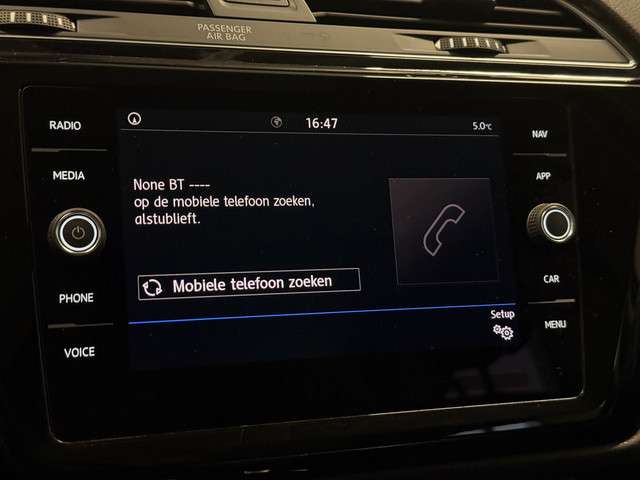 PASSENGER
AIR BAG
RADIO
MEDIA
PHONE
VOICE
16:47
5.0°C
None BT ----
op de mobiele telefoon zoeken,
alstublieft.
Mobiele telefoon zoeken
Setup
NAV
APP
CAR
MENU